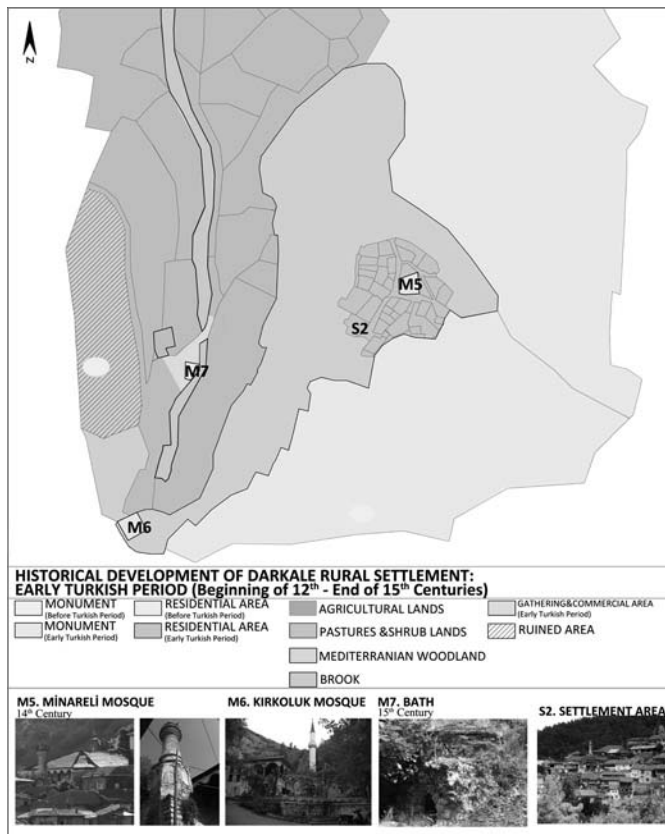 N
M5
S2
M7
M6
HISTORICAL DEVELOPMENT OF DARKALE RURAL SETTLEMENT:
EARLY TURKISH PERIOD (Beginning of 12th - End of 15th Centuries)
MONUMENT
(Before Turkish Period)
MONUMENT
(Early Turkish Period)
RESIDENTIAL AREA
(Before Turkish Period)
RESIDENTIAL AREA
(Early Turkish Period)
AGRICULTURAL LANDS
PASTURES &SHRUB LANDS
MEDITERRANIAN WOODLAND
BROOK
GATHERING&COMMERCIAL AREA
(Early Turkish Period)
RUINED AREA
M5. MİNARELİ MOSQUE
14th Century
M6. KIRKOLUK MOSQUE
M7. BATH
15th Century
S2. SETTLEMENT AREA